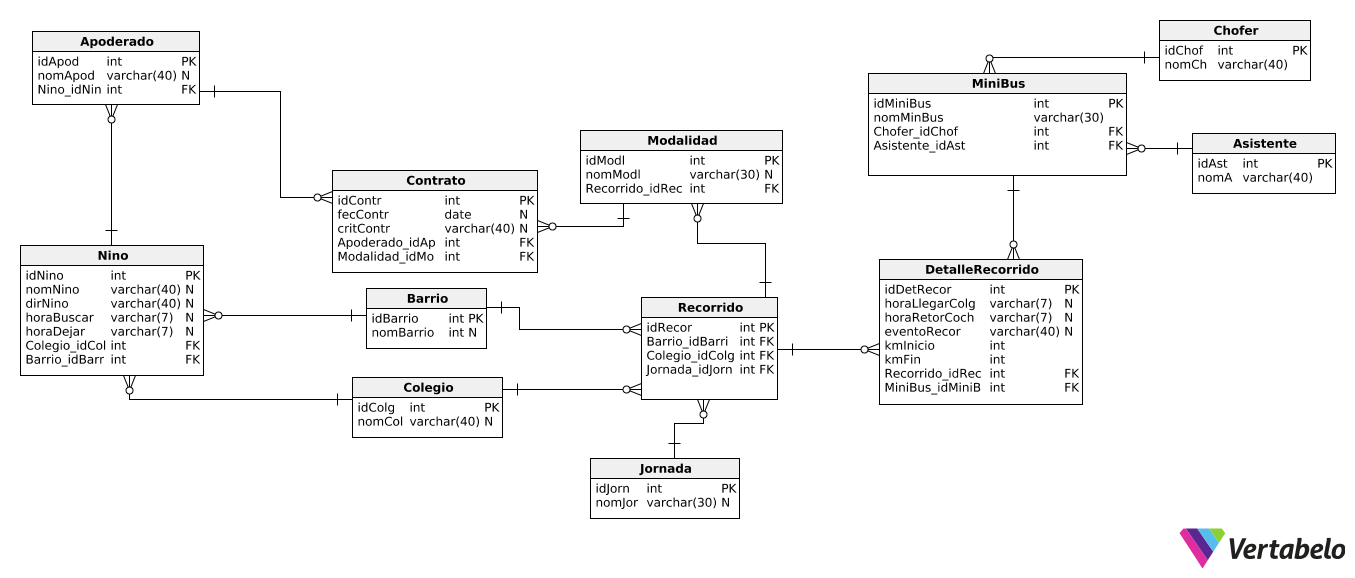 Apoderado
idApod int PK
nomApod varchar(40) N
Nino_idNin int FK
Contrato
idContr int PK
fecContr date N
critContr varchar(40) N
Apoderado_idAp int FK
Modalidad_idMo int FK
Modalidad
idModl int PK
nomModl varchar(30) N
Recorrido_idRec int FK
MiniBus
idMiniBus int PK
nomMinBus varchar(30)
Chofer_idChof int FK
Asistente_idAst int FK
Chofer
idChof int PK
nomCh varchar(40)
Asistente
idAst int PK
nomA varchar(40)
Nino
idNino int PK
nomNino varchar(40) N
dirNino varchar(40) N
horaBuscar varchar(7) N
horaDejar varchar(7) N
Colegio_idCol int FK
Barrio_idBarr int FK
Barrio
idBarrio int PK
nomBarrio int N
Colegio
idColg int PK
nomCol varchar(40) N
Recorrido
idRecor int PK
Barrio_idBarri int FK
Colegio_idColg int FK
Jornada_idJorn int FK
DetalleRecorrido
idDetRecor int PK
horaLlegarColg varchar(7) N
horaRetorCoch varchar(7) N
eventoRecor varchar(40) N
kmInicio int
kmFin int
Recorrido_idRec int FK
MiniBus_idMiniB int FK
Jornada
idJorn int PK
nomJor varchar(30) N
Vertabelo